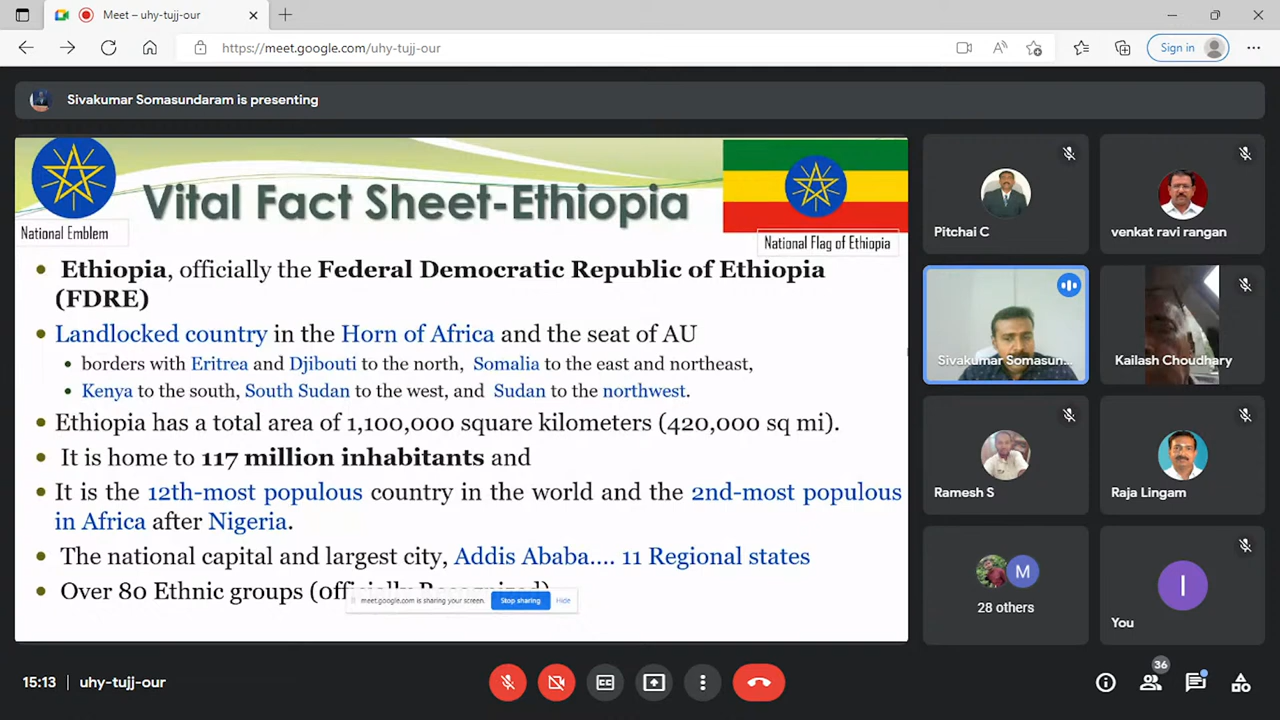 Meet – uhy-tujj-our
https://meet.google.com/uhy-tujj-our
Sign in
Sivakumar Somasundaram is presenting
National Emblem
Vital Fact Sheet-Ethiopia
National Flag of Ethiopia
• Ethiopia, officially the Federal Democratic Republic of Ethiopia
(FDRE)
• Landlocked country in the Horn of Africa and the seat of AU
• borders with Eritrea and Djibouti to the north, Somalia to the east and northeast,
• Kenya to the south, South Sudan to the west, and Sudan to the northwest.
• Ethiopia has a total area of 1,100,000 square kilometers (420,000 sq mi).
• It is home to 117 million inhabitants and
• It is the 12th-most populous country in the world and the 2nd-most populous
in Africa after Nigeria.
• The national capital and largest city, Addis Ababa.... 11 Regional states
• Over 80 Ethnic groups (officially Recognized)
meet.google.com is sharing your screen. Stop sharing Hide
Pitchai C
venkat ravi rangan
Sivakumar Somasun...
Kailash Choudhary
Ramesh S
Raja Lingam
M
28 others
I
You
15:13 | uhy-tujj-our
36